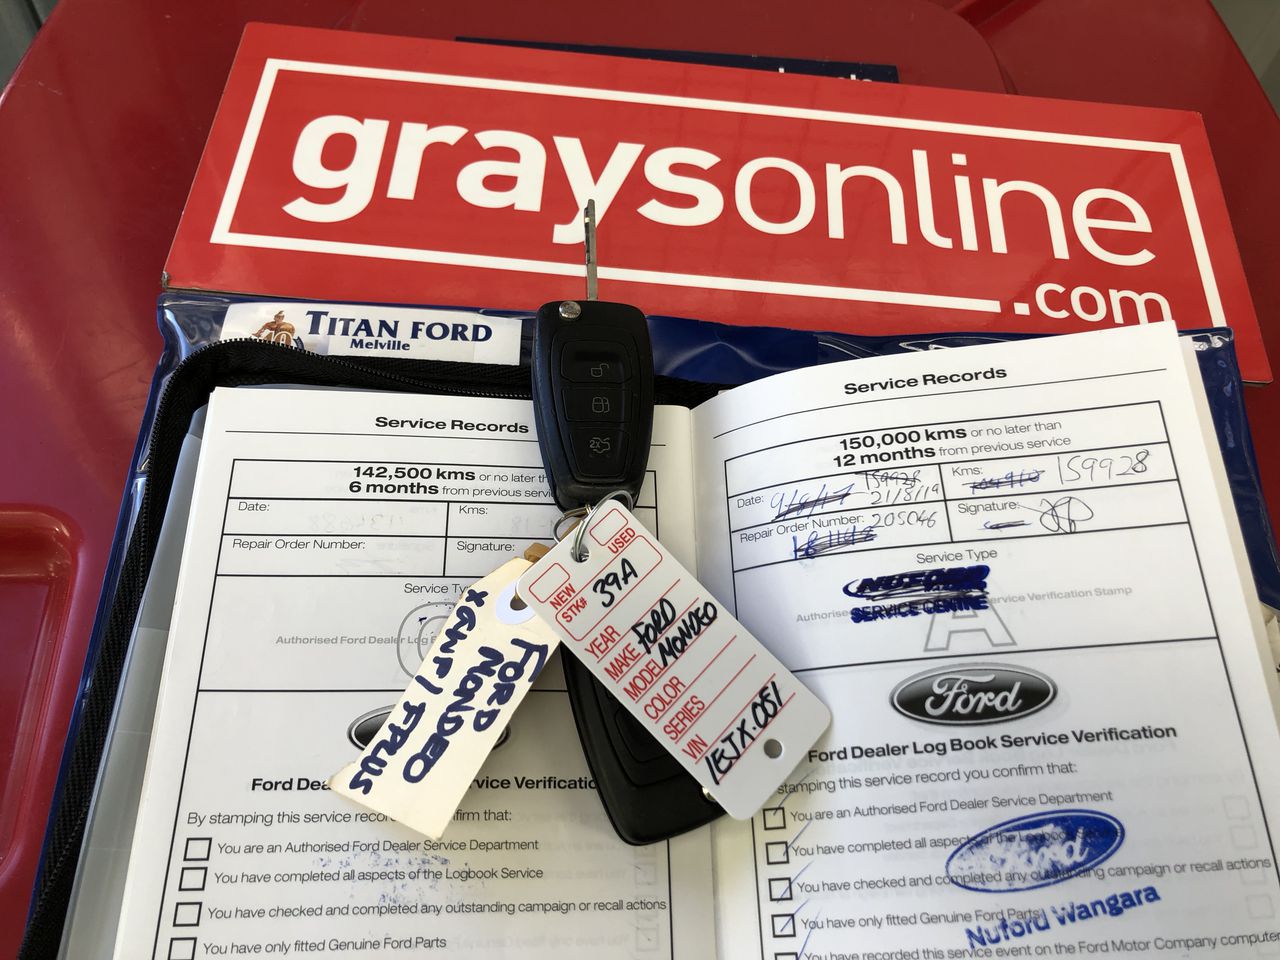 graysonline
.com
TITAN FORD
Melville
Service Records
142,500 kms or no later
6 months from previous
Date:
Kms:
Repair Order Number:
Signature:
Service
Authorised Ford Dealer Log
Ford
By stamping this service
You are an Authorised Ford Dealer Service Department
You have completed all aspects of the Logbook Service
You have checked and completed any outstanding campaign or recall actions
You have only fitted Genuine Ford Parts
FORD
MONDEO
NEW
USED
STK# 39A
YEAR
MAKE FORD
MODEL MONDEO
COLOR
SERIES
VIN
1EJX·051
2x
Service Records
150,000 kms or no later than
12 months from previous service
Date: 9/8/17 21/8/19
159928
Kms: 159928
Repair Order Number: 205046
Signature:
Service Type
NUFORD
SERVICE CENTRE
Service Verification Stamp
A
Ford
Ford Dealer Log Book Service Verification
stamping this service record you confirm that:
You are an Authorised Ford Dealer Service Department
You have completed all aspects of the Logbook Service
You have checked and completed any outstanding campaign or recall actions
You have only fitted Genuine Ford Parts
Nuford Wangara
You have recorded this service event on the Ford Motor Company computer